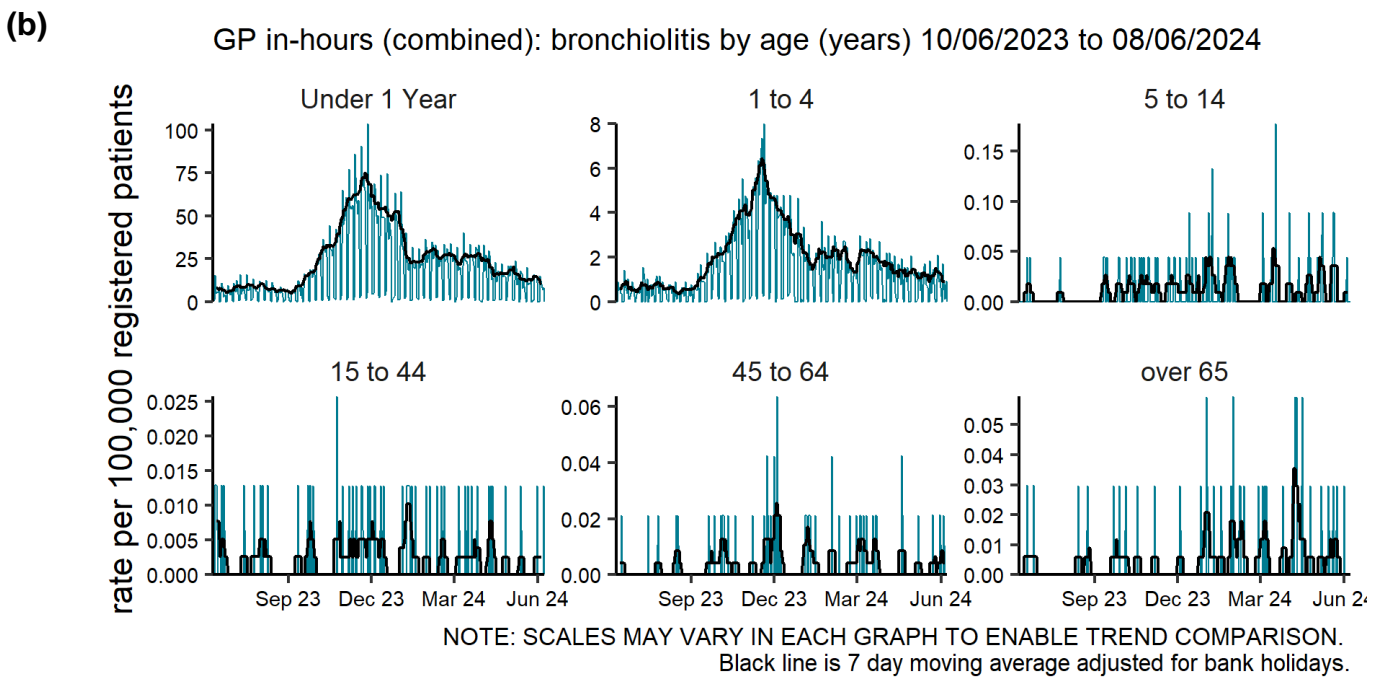 (b)
GP in-hours (combined): bronchiolitis by age (years) 10/06/2023 to 08/06/2024
rate per 100,000 registered patients
Under 1 Year
100
75
50
25
0
1 to 4
8
6
4
2
0
5 to 14
0.15
0.10
0.05
0.00
15 to 44
0.025
0.020
0.015
0.010
0.005
0.000
Sep 23 Dec 23 Mar 24 Jun 24
45 to 64
0.06
0.04
0.02
0.00
Sep 23 Dec 23 Mar 24 Jun 24
over 65
0.05
0.04
0.03
0.02
0.01
0.00
Sep 23 Dec 23 Mar 24 Jun 24
NOTE: SCALES MAY VARY IN EACH GRAPH TO ENABLE TREND COMPARISON.
Black line is 7 day moving average adjusted for bank holidays.